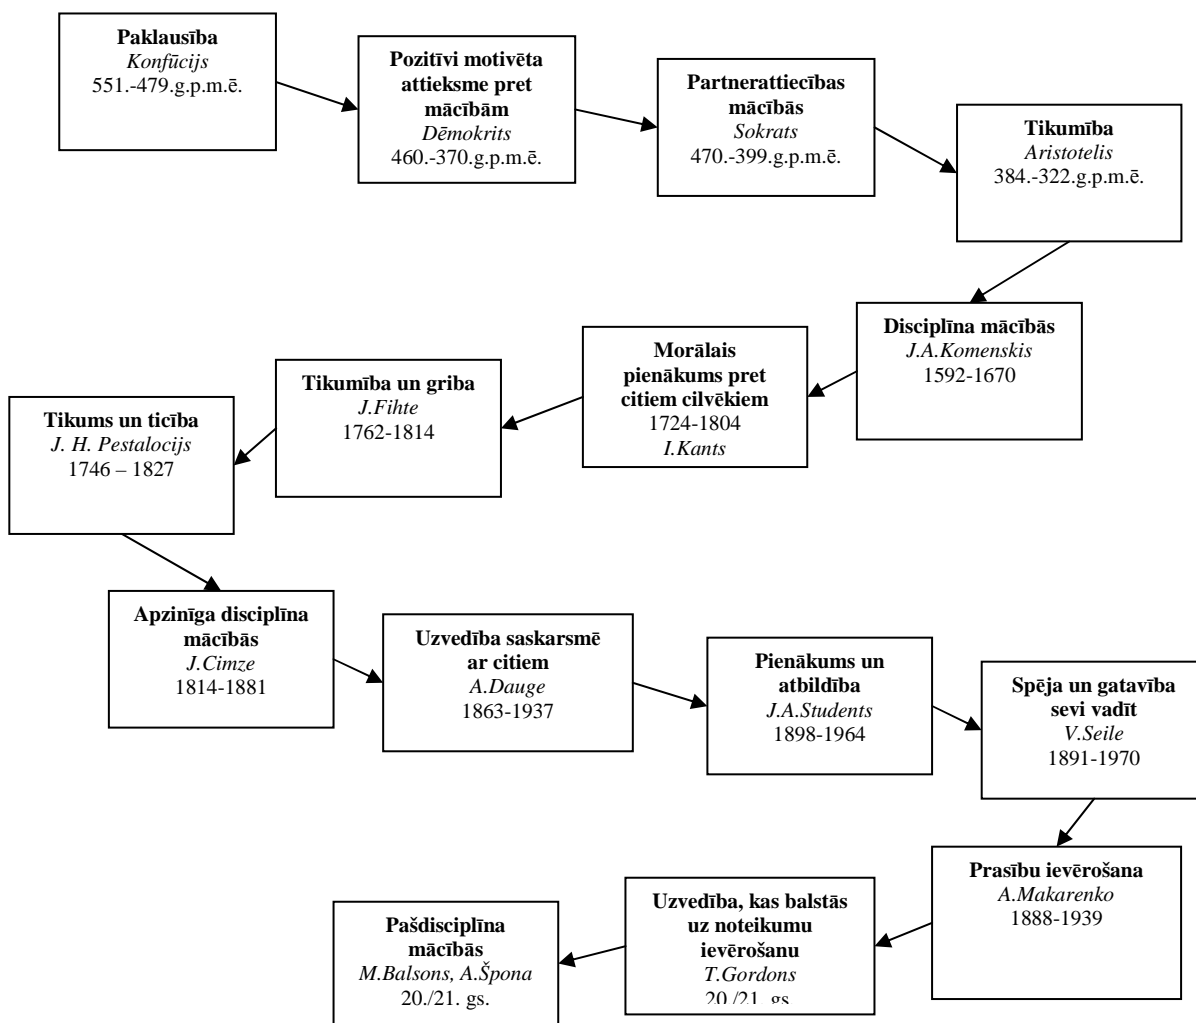 Paklausība
Konfūcijs
551.-479.g.p.m.ē.
Pozitīvi motivēta
attieksme pret
mācībām
Dēmokrits
460.-370.g.p.m.ē.
Partnerattiecības
mācībās
Sokrats
470.-399.g.p.m.ē.
Tikumība
Aristotelis
384.-322.g.p.m.ē.
Disciplīna mācībās
J.A.Komenskis
1592-1670
Morālais
pienākums pret
citiem cilvēkiem
1724-1804
I.Kants
Tikumība un griba
J.Fihte
1762-1814
Tikums un ticība
J. H. Pestalocijs
1746 – 1827
Apzinīga disciplīna
mācībās
J.Cimze
1814-1881
Uzvedība saskarsmē
ar citiem
A.Dauge
1863-1937
Pienākums un
atbildība
J.A.Students
1898-1964
Spēja un gatavība
sevi vadīt
V.Seile
1891-1970
Prasību ievērošana
A.Makarenko
1888-1939
Uzvedība, kas balstās
uz noteikumu
ievērošanu
T.Gordons
20./21. gs.
Pašdisciplīna
mācībās
M.Balsons, A.Špona
20./21. gs.